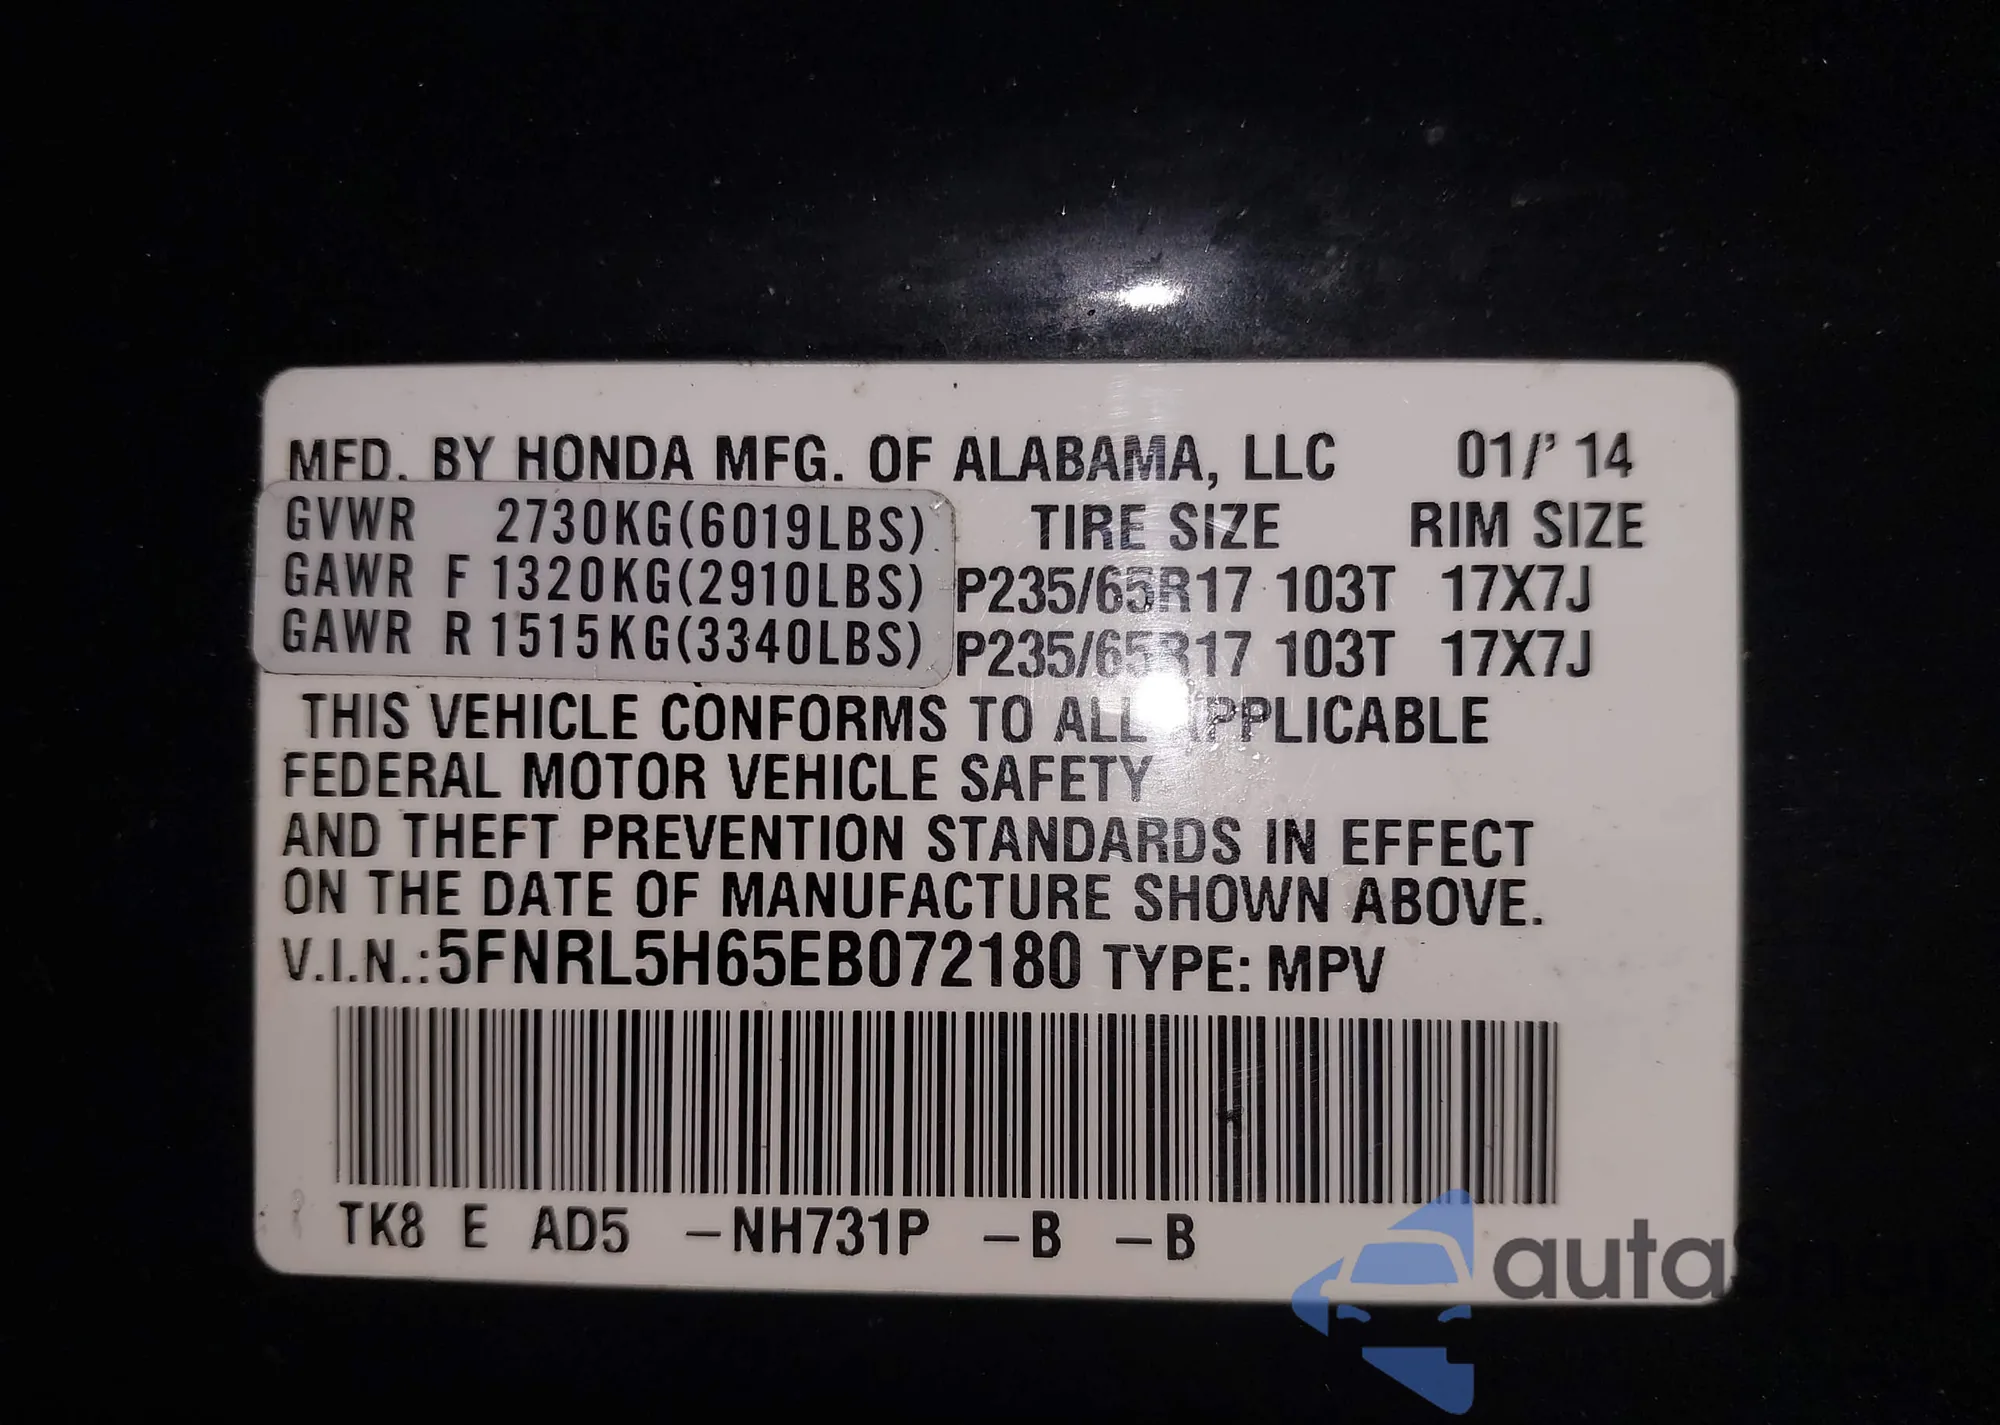 MFD. BY HONDA MFG. OF ALABAMA, LLC 01/'14
GVWR 2730KG(6019LBS) TIRE SIZE RIM SIZE
GAWR F 1320KG(2910LBS) P235/65R17 103T 17X7J
GAWR R 1515KG(3340LBS) P235/65R17 103T 17X7J
THIS VEHICLE CONFORMS TO ALL APPLICABLE
FEDERAL MOTOR VEHICLE SAFETY
AND THEFT PREVENTION STANDARDS IN EFFECT
ON THE DATE OF MANUFACTURE SHOWN ABOVE.
V.I.N.:5FNRL5H65EB072180 TYPE: MPV
TK8 E AD5 –NH731P –B –B